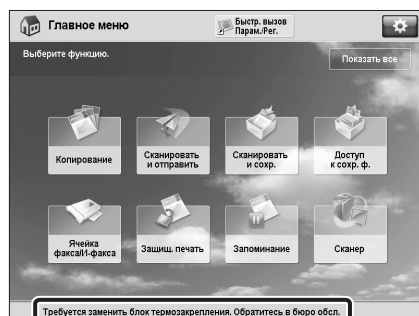 Главное меню
Быстр. вызов
Парам./Рег.
Выберите функцию.
Показать все
Копирование
Сканировать
и отправить
Сканировать
и сохр.
Доступ
к сохр. ф.
Ячейка
факса/И-факса
Защищ. печать
Запоминание
Сканер
Требуется заменить блок термозакрепления. Обратитесь в бюро обсл.